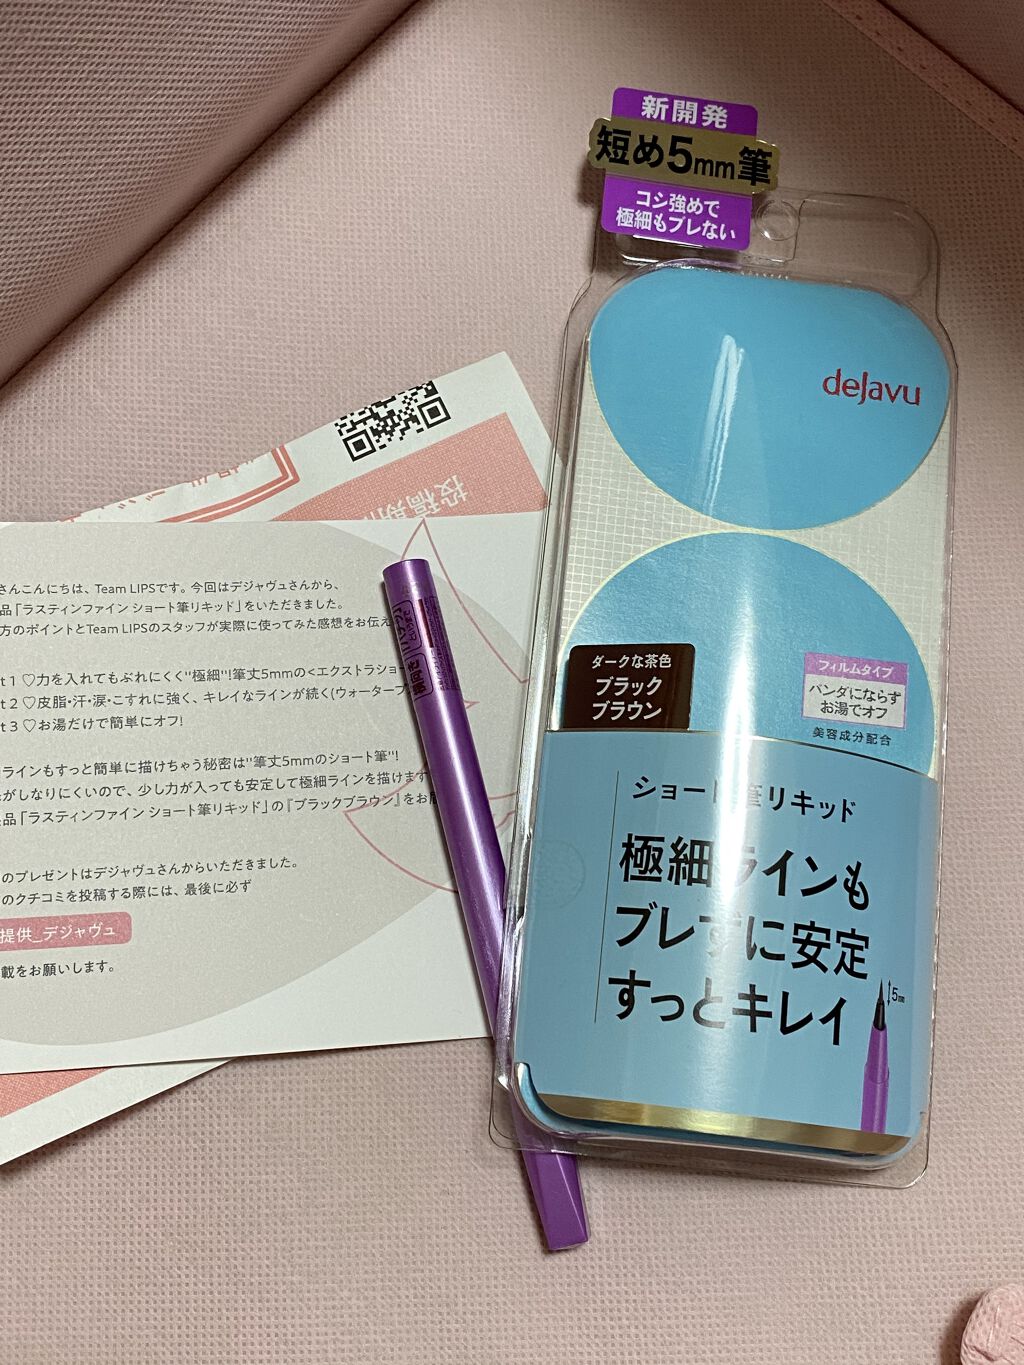 新開発
短め5mm筆
コシ強めで
極細もブレない
dejavu
ダークな茶色
ブラック
ブラウン
フィルムタイプ
パンダにならず
お湯でオフ
美容成分配合
ショート筆リキッド
極細ラインも
ブレずに安定
すっとキレイ
5mm
投稿期
さんこんにちは、Team LIPSです。今回はデジャヴュさんから、
品「ラスティンファイン ショート筆リキッド」をいただきました。
方のポイントとTeam LIPSのスタッフが実際に使ってみた感想をお伝え
t 1 ♡力を入れてもぶれにくく"極細"!筆丈5mmの<エクストラショー
t 2 ♡皮脂・汗・涙・こすれに強く、キレイなラインが続く(ウォータープ
t 3 ♡お湯だけで簡単にオフ!
ラインもすっと簡単に描けちゃう秘密は"筆丈5mmのショート筆"!
がしなりにくいので、少し力が入っても安定して極細ラインを描けます
品「ラスティンファイン ショート筆リキッド」の『ブラックブラウン』をお
のプレゼントはデジャヴュさんからいただきました。
のクチコミを投稿する際には、最後に必ず
提供_デジャヴュ
載をお願いします。